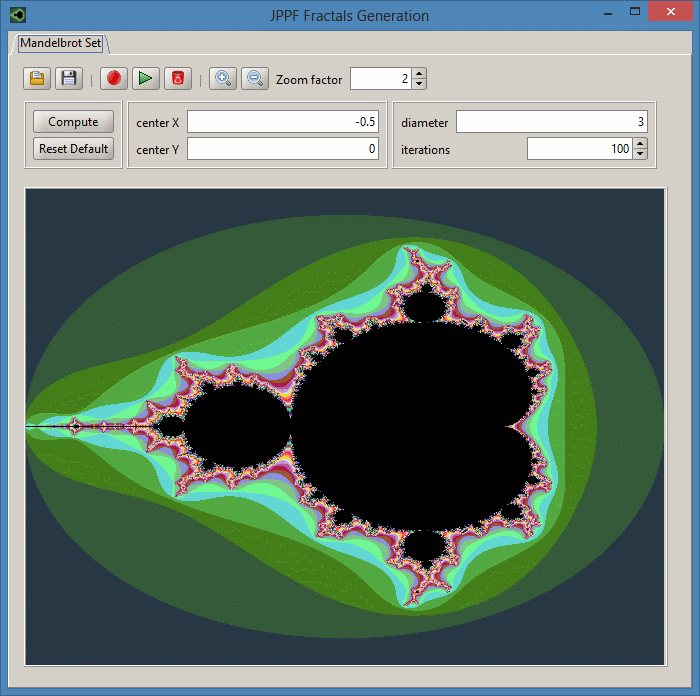 JPPF Fractals Generation
Mandelbrot Set
Zoom factor 2
Compute center X -0.5 diameter 3
Reset Default center Y 0 iterations 100